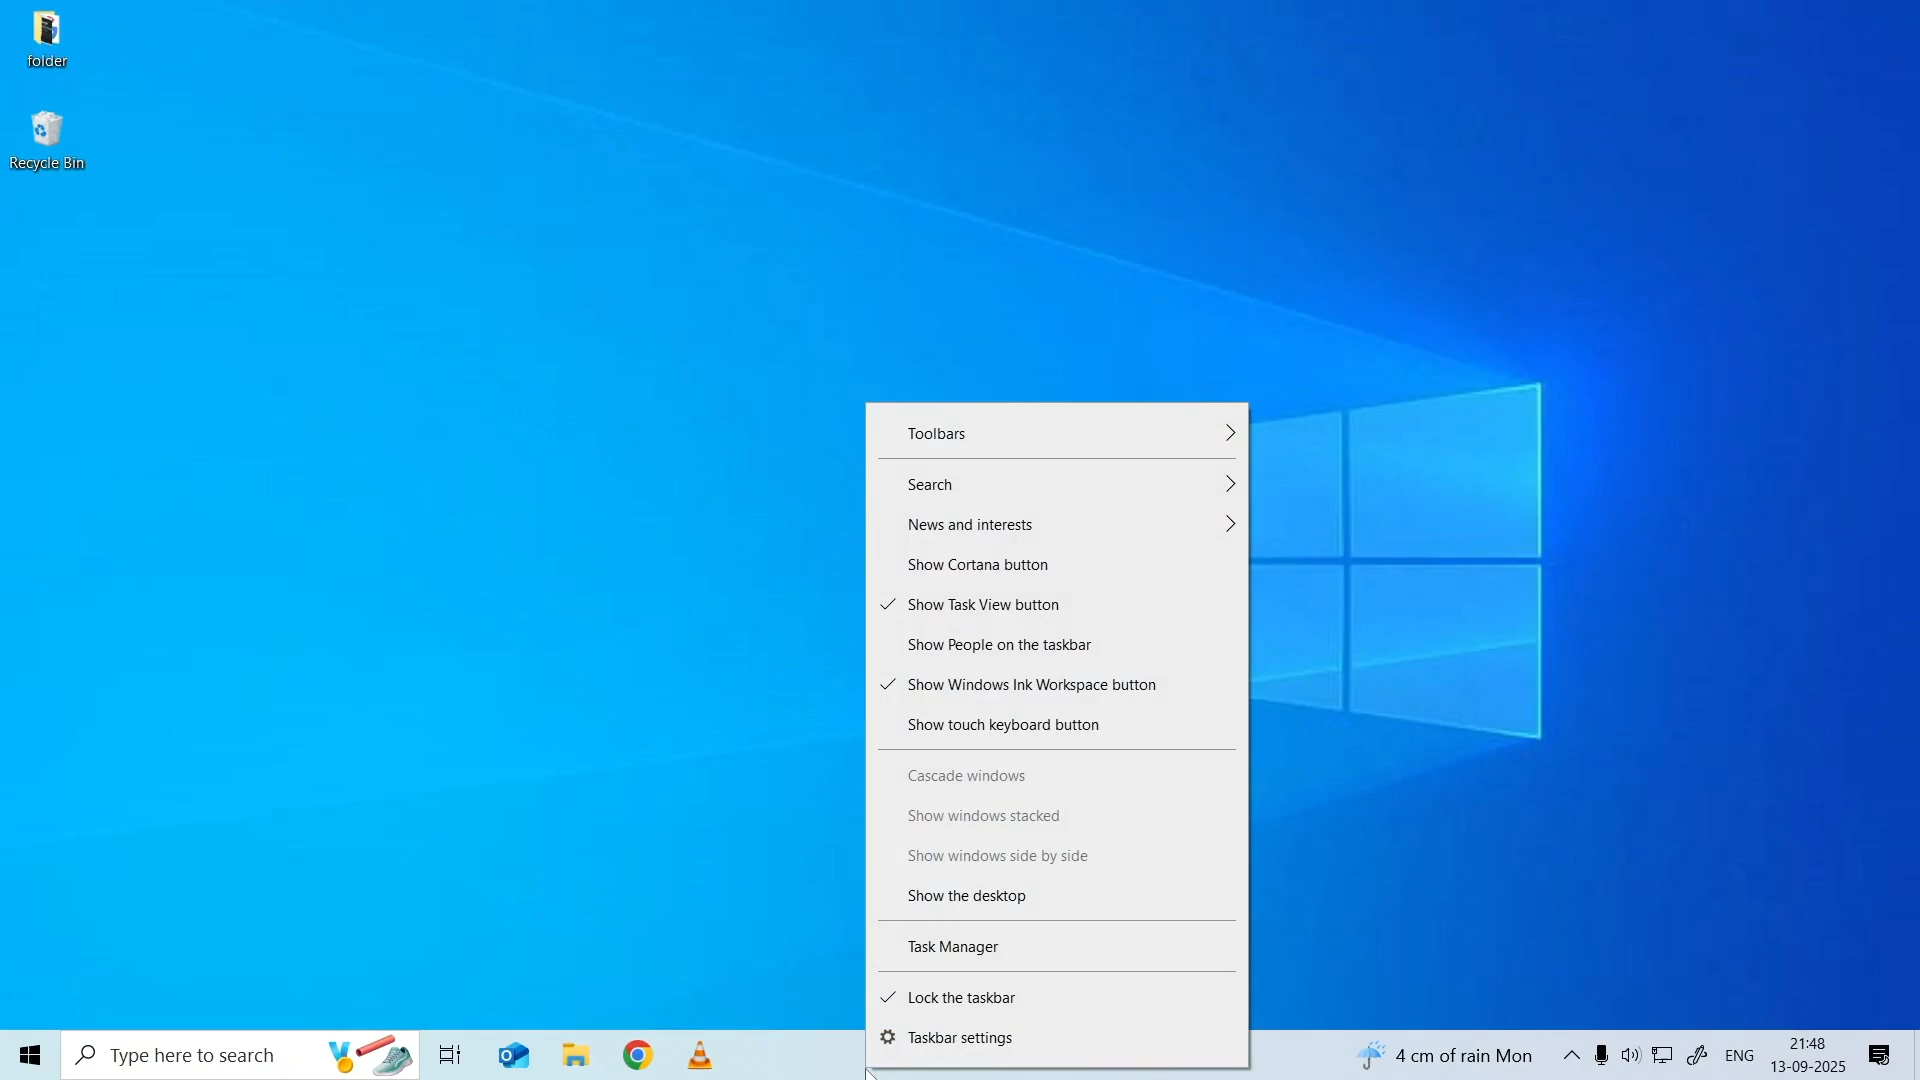 folder
Recycle Bin
Toolbars
Search
News and interests
Show Cortana button
Show Task View button
Show People on the taskbar
Show Windows Ink Workspace button
Show touch keyboard button
Cascade windows
Show windows stacked
Show windows side by side
Show the desktop
Task Manager
Lock the taskbar
Taskbar settings
Type here to search
4 cm of rain Mon
ENG
21:48
13-09-2025